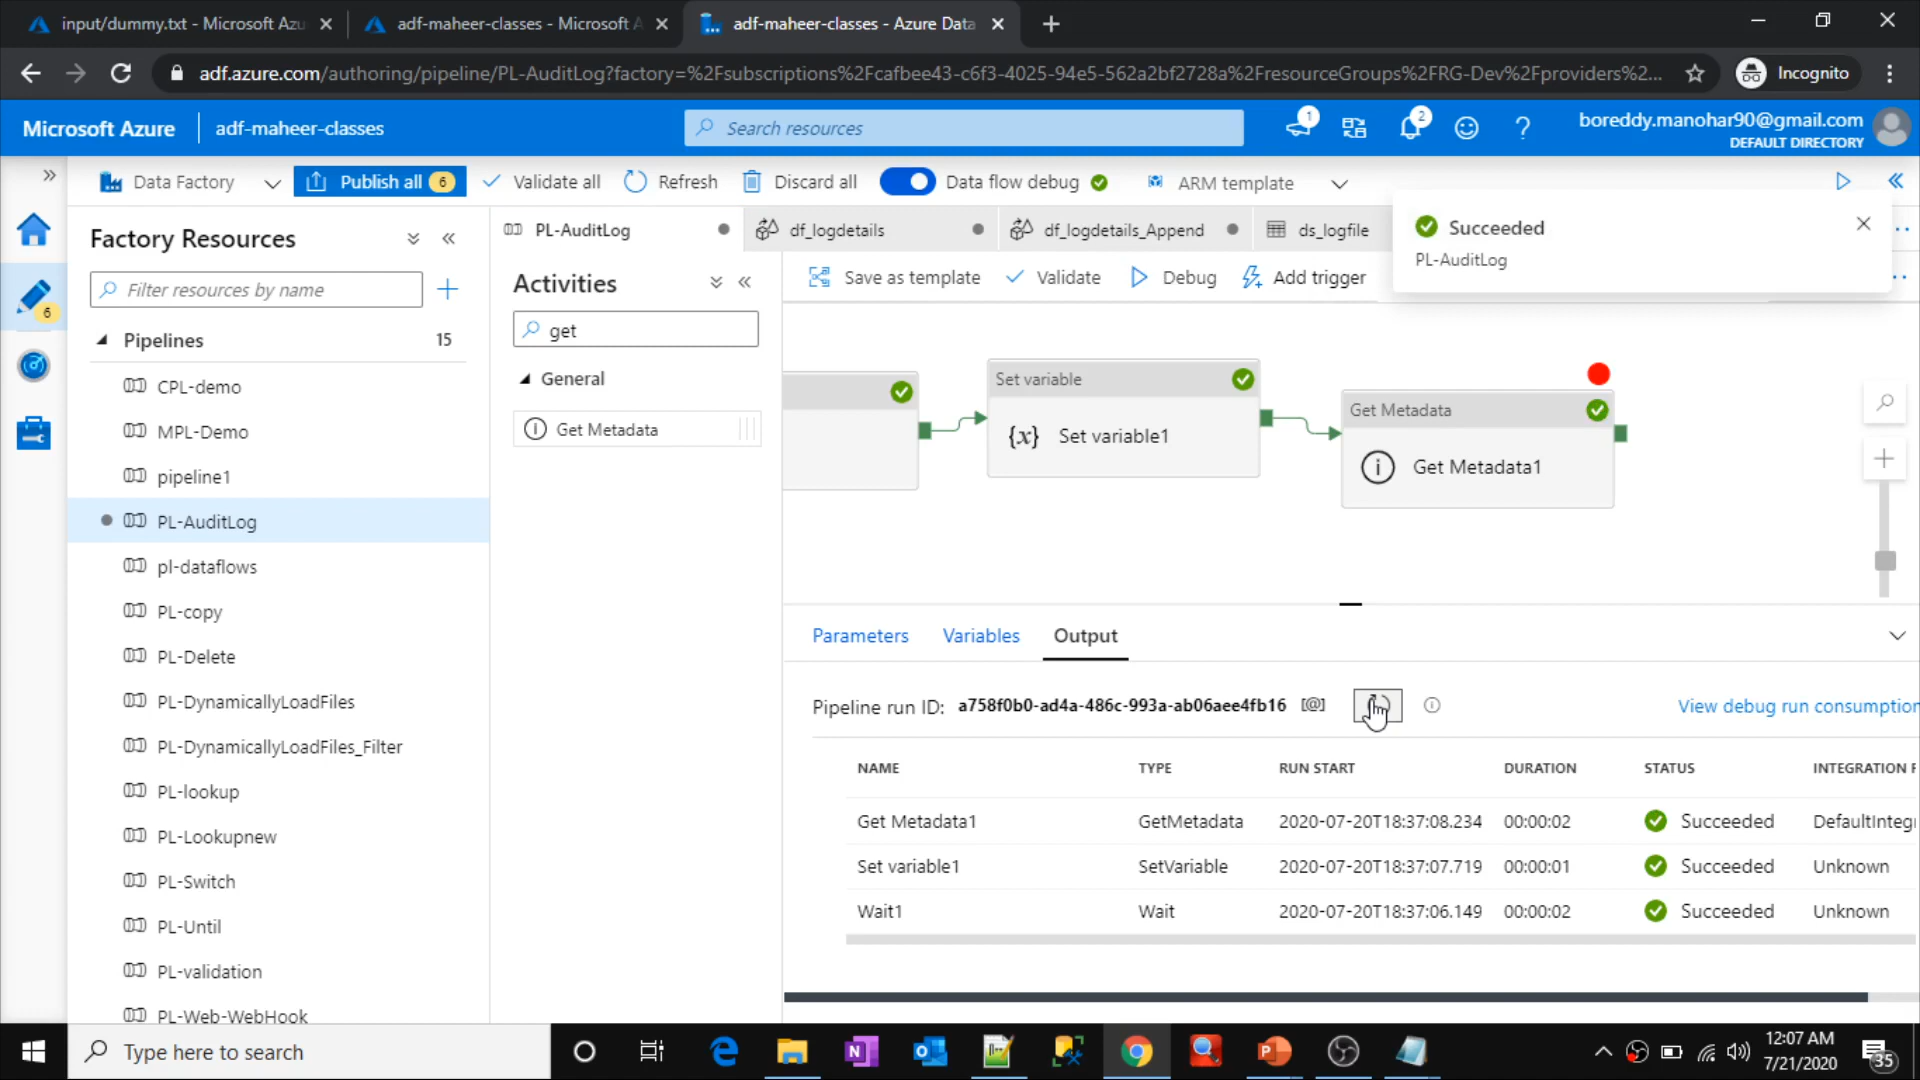 input/dummy.txt - Microsoft Azu
adf-maheer-classes - Microsoft A
adf-maheer-classes - Azure Data
adf.azure.com/authoring/pipeline/PL-AuditLog?factory=%2Fsubscriptions%2Fcafbee43-c6f3-4025-94e5-562a2bf2728a%2FresourceGroups%2FRG-Dev%2Fproviders%2...
Incognito
Microsoft Azure
adf-maheer-classes
Search resources
1
2
boreddy.manohar90@gmail.com
DEFAULT DIRECTORY
Data Factory
Publish all 6
Validate all
Refresh
Discard all
Data flow debug
ARM template
6
Factory Resources
Filter resources by name
Pipelines 15
CPL-demo
MPL-Demo
pipeline1
PL-AuditLog
pl-dataflows
PL-copy
PL-Delete
PL-DynamicallyLoadFiles
PL-DynamicallyLoadFiles_Filter
PL-lookup
PL-Lookupnew
PL-Switch
PL-Until
PL-validation
PL-Web-WebHook
PL-AuditLog
df_logdetails
df_logdetails_Append
ds_logfile
Succeeded
PL-AuditLog
Activities
get
General
Get Metadata
Save as template
Validate
Debug
Add trigger
Set variable
{x} Set variable1
Get Metadata
Get Metadata1
Parameters
Variables
Output
Pipeline run ID: a758f0b0-ad4a-486c-993a-ab06aee4fb16 [@]
View debug run consumption
NAME TYPE RUN START DURATION STATUS INTEGRATION R
Get Metadata1 GetMetadata 2020-07-20T18:37:08.234 00:00:02 Succeeded DefaultInteg
Set variable1 SetVariable 2020-07-20T18:37:07.719 00:00:01 Succeeded Unknown
Wait1 Wait 2020-07-20T18:37:06.149 00:00:02 Succeeded Unknown
Type here to search
12:07 AM
7/21/2020
35